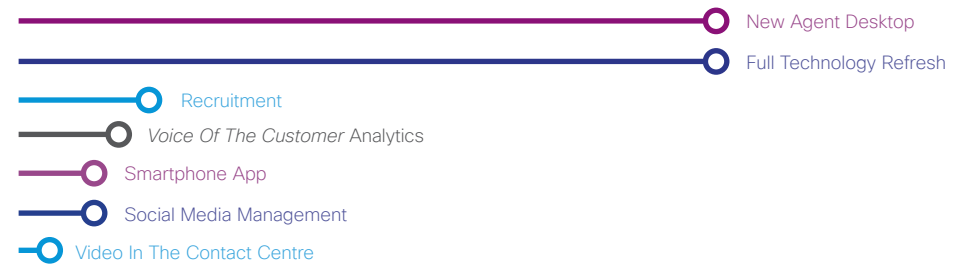 New Agent Desktop
Full Technology Refresh
Recruitment
Voice Of The Customer Analytics
Smartphone App
Social Media Management
Video In The Contact Centre